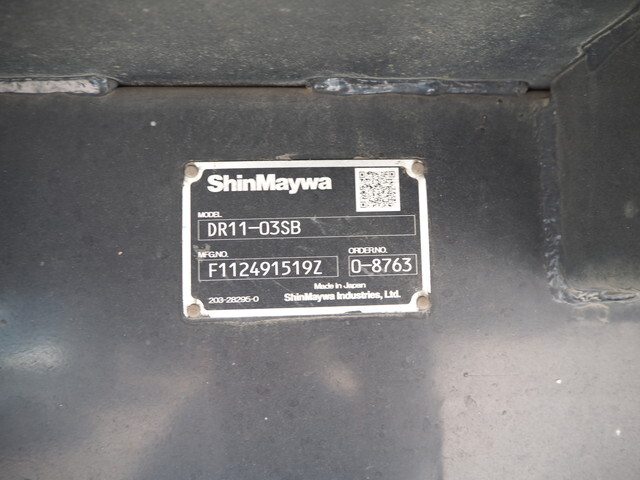 ShinMaywa
MODEL
DR11-03SB
MFG.NO. ORDER.NO.
F112491519Z 0-8763
Made in Japan
203-28295-0 ShinMaywa Industries, Ltd.